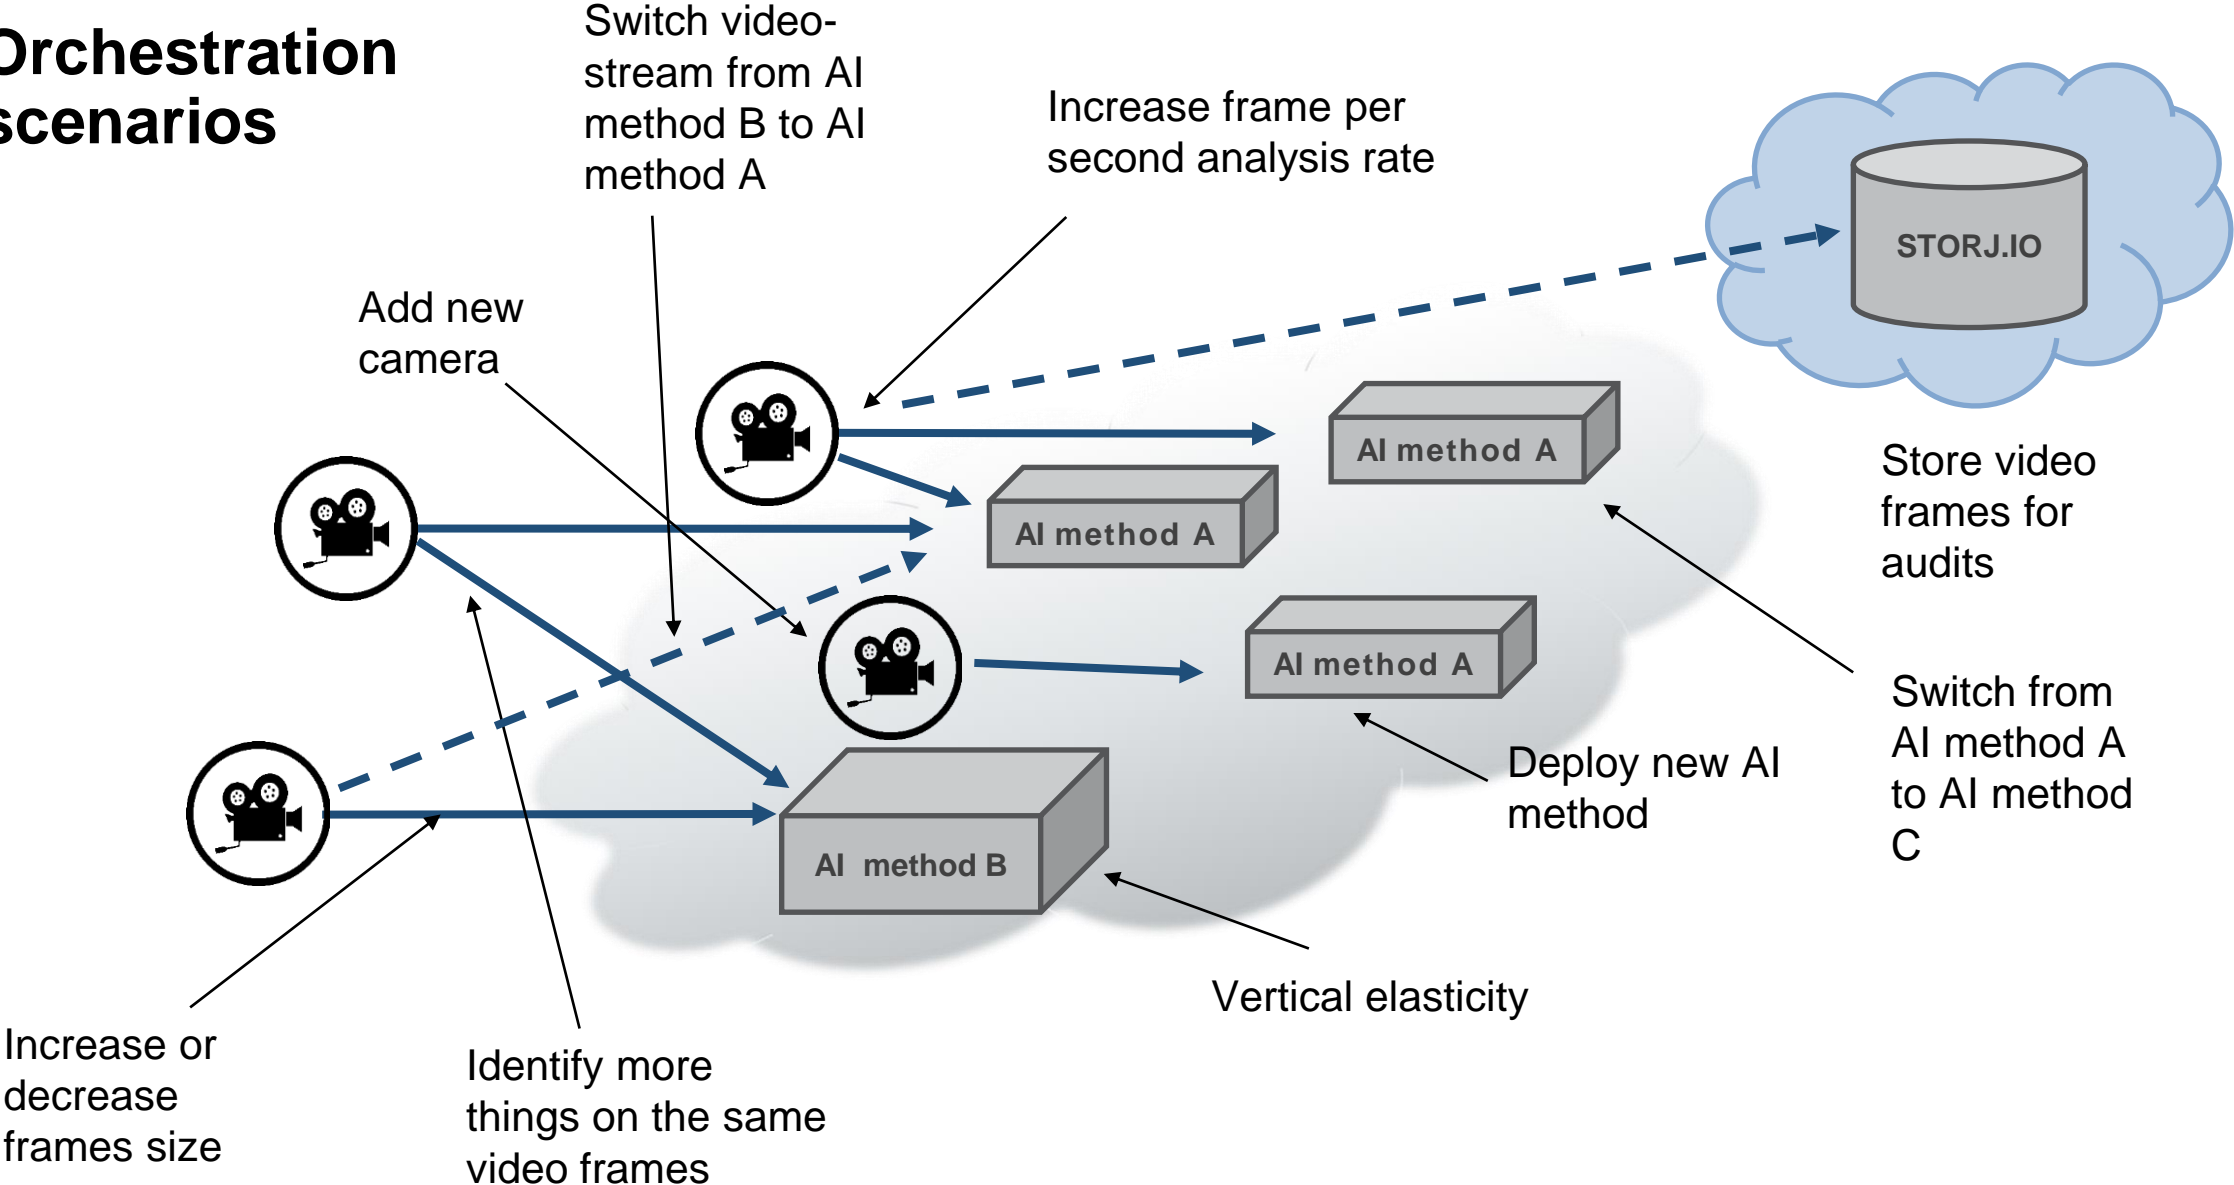 Orchestration
scenarios
Switch video-
stream from AI
method B to AI
method A
Increase frame per
second analysis rate
STORJ.IO
Add new
camera
AI method A
AI method A
Store video
frames for
audits
AI method A
Switch from
AI method A
to AI method
C
Deploy new AI
method
AI method B
Vertical elasticity
Increase or
decrease
frames size
Identify more
things on the same
video frames